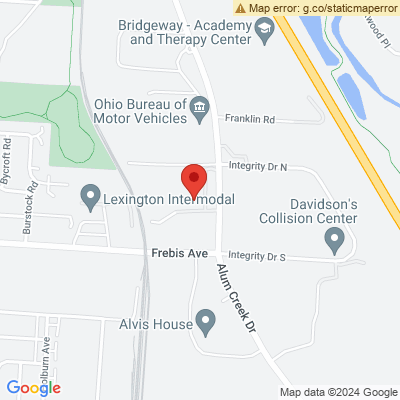 Map error: g.co/staticmaperror
Bridgeway - Academy
and Therapy Center
wood Pl
Ohio Bureau of
Motor Vehicles
Franklin Rd
Bycroft Rd
Burstock Rd
Integrity Dr N
Lexington Intermodal
Davidson's
Collision Center
Frebis Ave
Integrity Dr S
Alum Creek Dr
Alvis House
olburn Ave
Google
Map data ©2024 Google